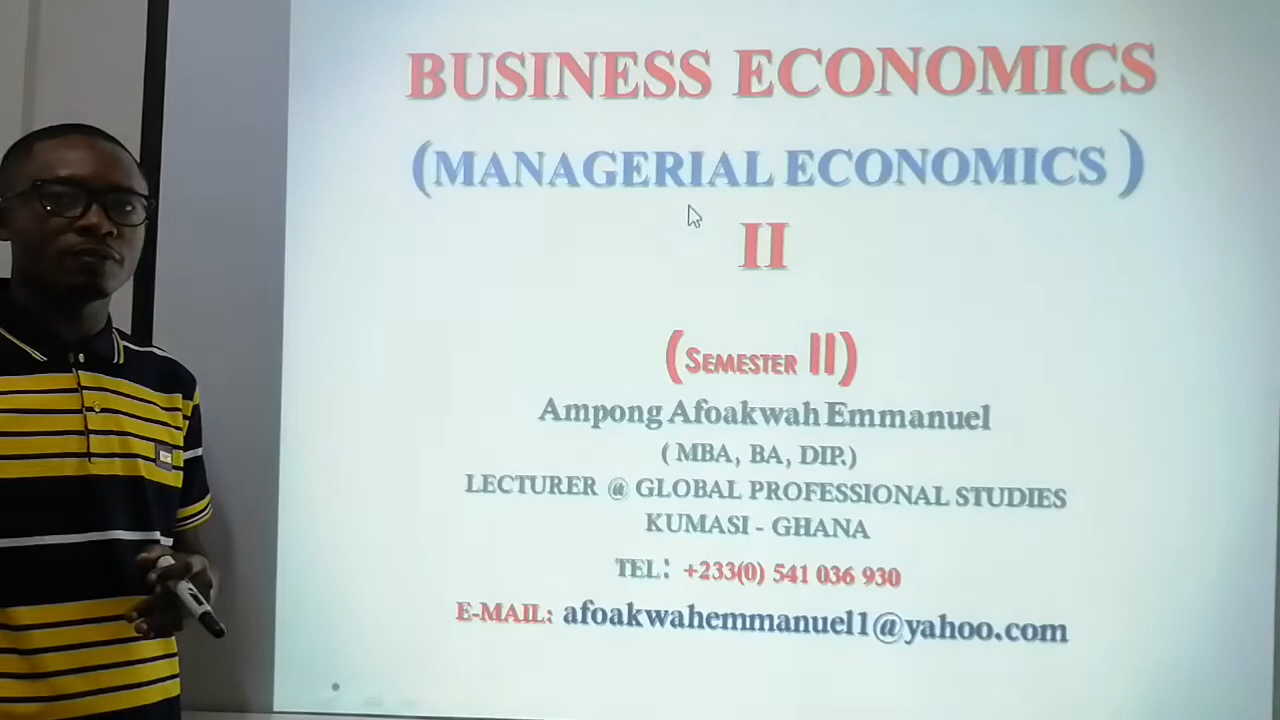 BUSINESS ECONOMICS
(MANAGERIAL ECONOMICS )
II
(SEMESTER II)
Ampong Afoakwah Emmanuel
( MBA, BA, DIP.)
LECTURER @ GLOBAL PROFESSIONAL STUDIES
KUMASI - GHANA
TEL: +233(0) 541 036 930
E-MAIL: afoakwahemmanuel1@yahoo.com